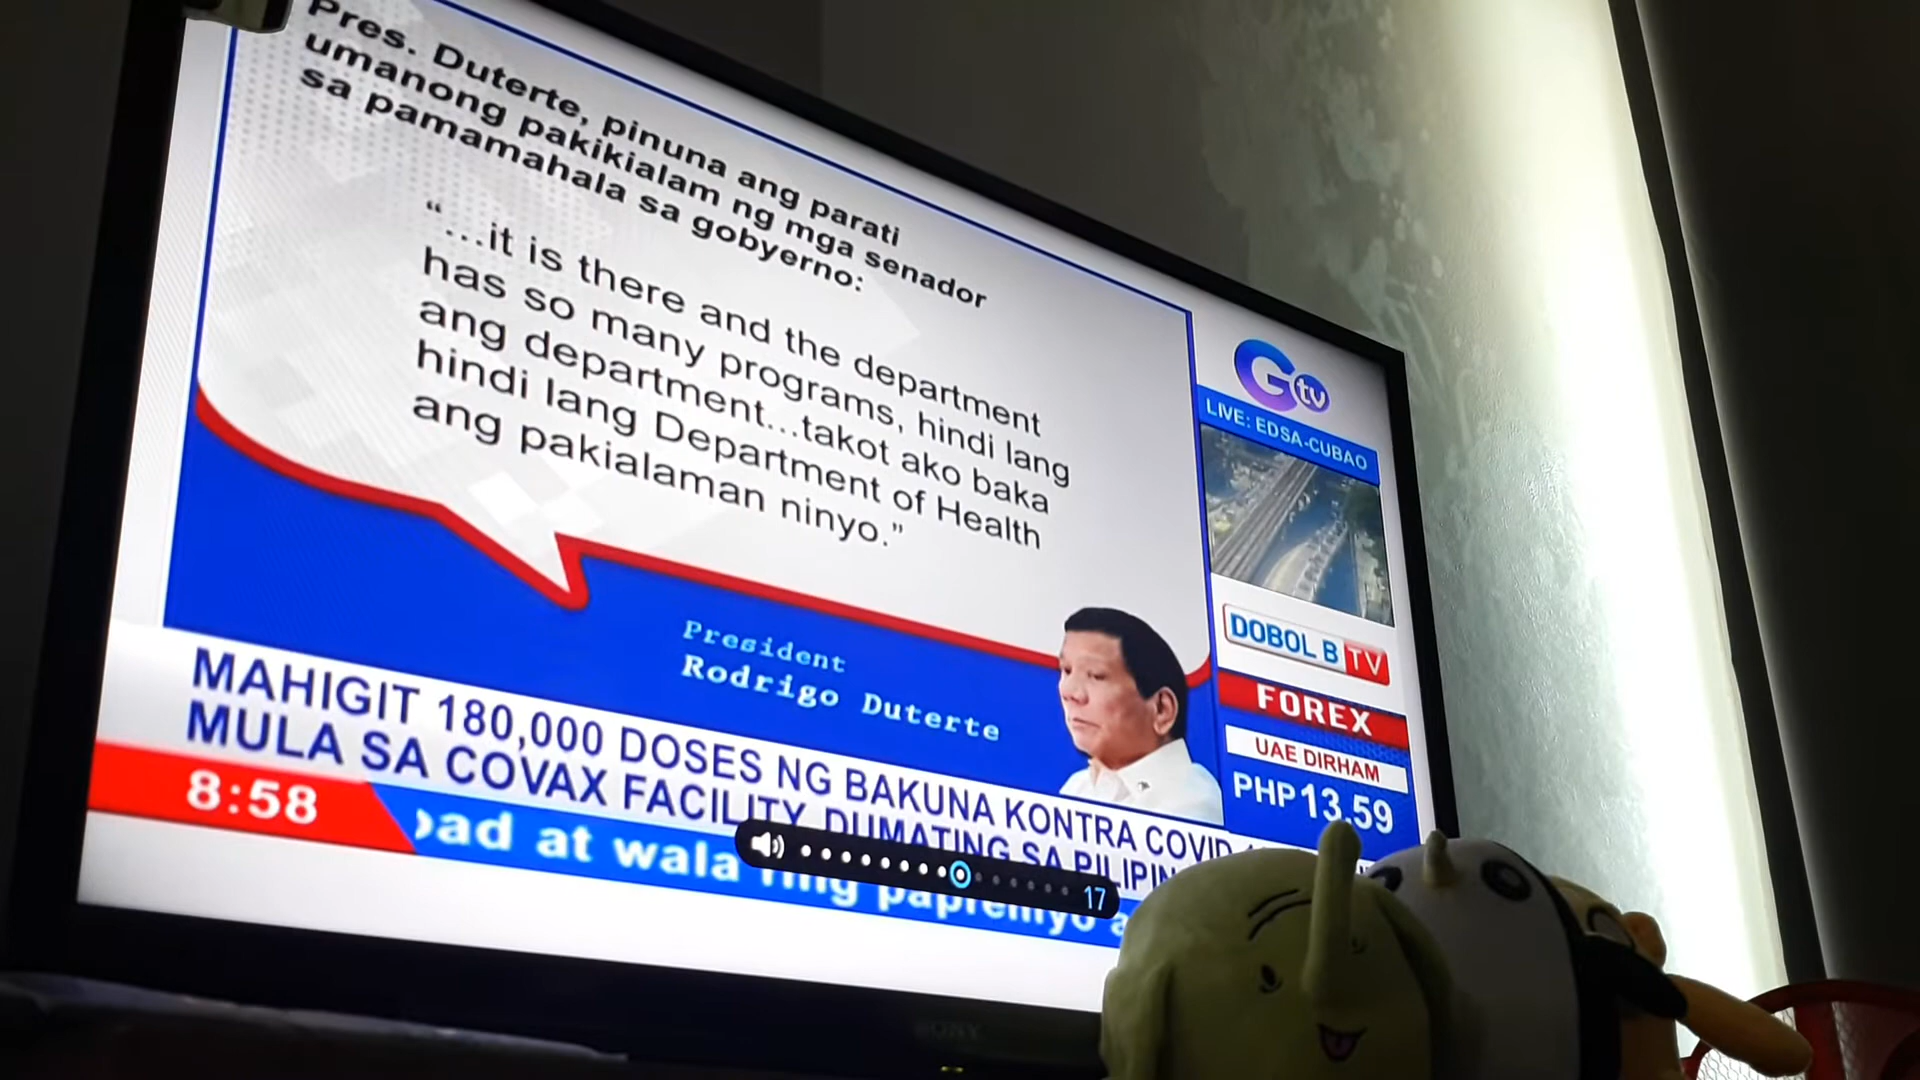 Pres. Duterte, pinuna ang parati
umanong pakikialam ng mga senador
sa pamamahala sa gobyerno:
“...it is there and the department
has so many programs, hindi lang
ang department...takot ako baka
hindi lang Department of Health
ang pakialaman ninyo.”
President
Rodrigo Duterte
Gtv
LIVE: EDSA-CUBAO
DOBOL B TV
FOREX
UAE DIRHAM
PHP13.59
MAHIGIT 180,000 DOSES NG BAKUNA KONTRA COVID
MULA SA COVAX FACILITY, DUMATING SA
8:58
at wala
17
SONY